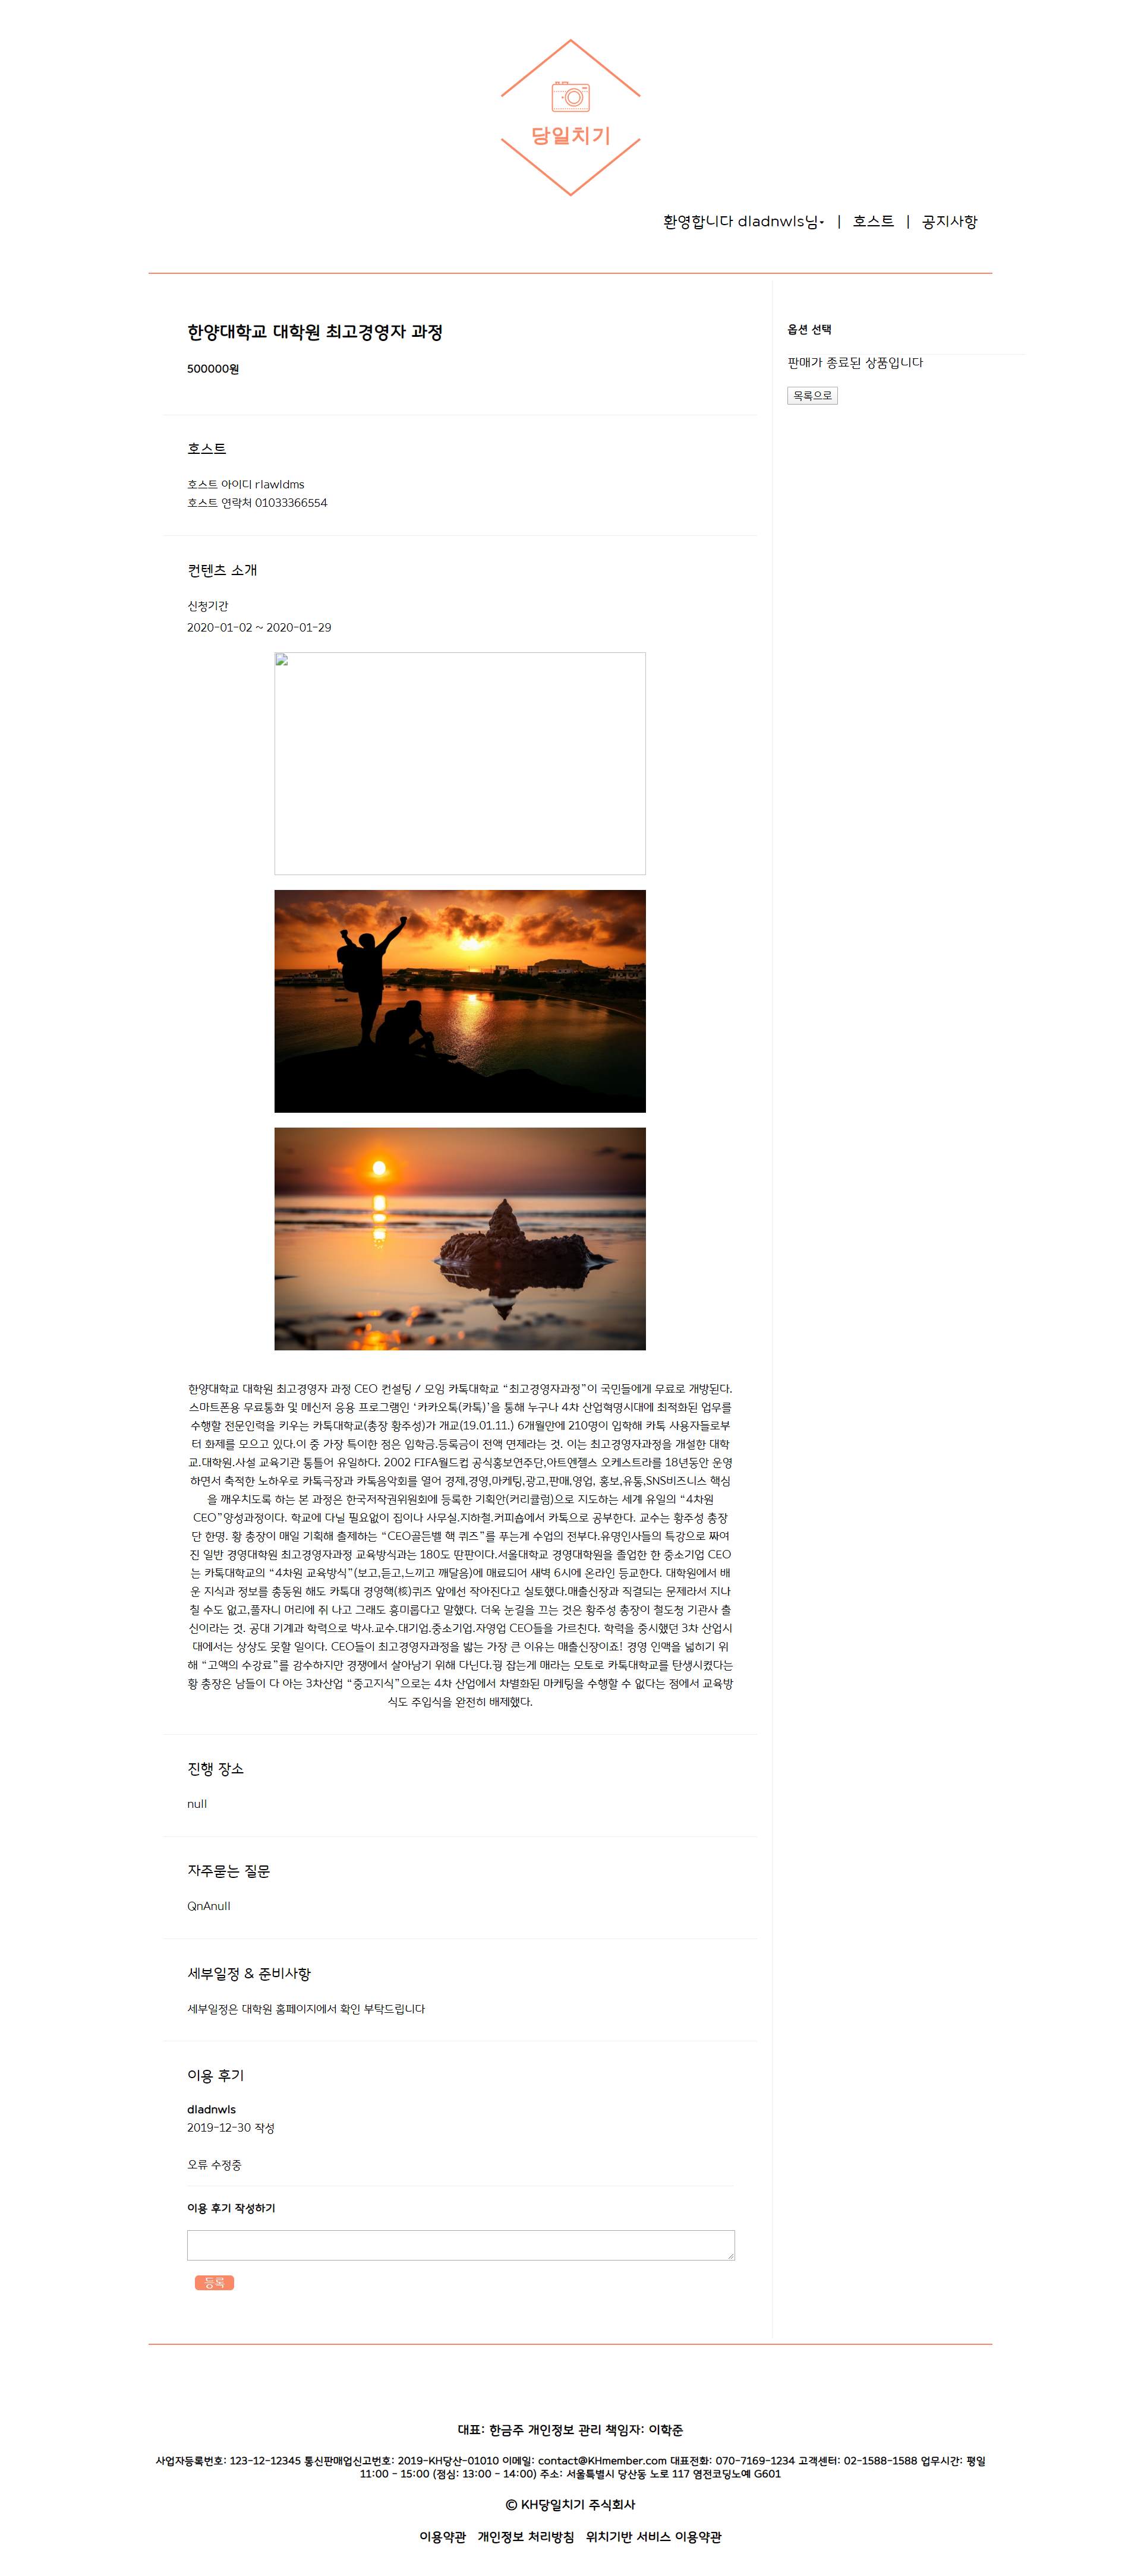 당일치기
환영합니다 dladnwls님 | 호스트 | 공지사항
한양대학교 대학원 최고경영자 과정
500000원
옵션 선택
판매가 종료된 상품입니다
목록으로
호스트
호스트 아이디 rlawldms
호스트 연락처 01033366554
컨텐츠 소개
신청기간
2020-01-02 ~ 2020-01-29
한양대학교 대학원 최고경영자 과정 CEO 컨설팅 / 모임 카톡대학교 “최고경영자과정”이 국민들에게 무료로 개방된다.
스마트폰용 무료통화 및 메신저 응용 프로그램인 ‘카카오톡(카톡)’을 통해 누구나 4차 산업혁명시대에 최적화된 업무를
수행할 전문인력을 키우는 카톡대학교(총장 황주성)가 개교(19.01.11.) 6개월만에 210명이 입학해 카톡 사용자들로부
터 화제를 모으고 있다.이 중 가장 특이한 점은 입학금.등록금이 전액 면제라는 것. 이는 최고경영자과정을 개설한 대학
교.대학원.사설 교육기관 통틀어 유일하다. 2002 FIFA월드컵 공식홍보연주단,아트엔젤스 오케스트라를 18년동안 운영
하면서 축적한 노하우로 카톡극장과 카톡음악회를 열어 경제,경영,마케팅,광고,판매,영업, 홍보,유통,SNS비즈니스 핵심
을 깨우치도록 하는 본 과정은 한국저작권위원회에 등록한 기획안(커리큘럼)으로 지도하는 세계 유일의 “4차원
CEO”양성과정이다. 학교에 다닐 필요없이 집이나 사무실.지하철.커피숍에서 카톡으로 공부한다. 교수는 황주성 총장
단 한명. 황 총장이 매일 기획해 출제하는 “CEO골든벨 핵 퀴즈”를 푸는게 수업의 전부다.유명인사들의 특강으로 짜여
진 일반 경영대학원 최고경영자과정 교육방식과는 180도 딴판이다.서울대학교 경영대학원을 졸업한 한 중소기업 CEO
는 카톡대학교의 “4차원 교육방식”(보고,듣고,느끼고 깨달음)에 매료되어 새벽 6시에 온라인 등교한다. 대학원에서 배
운 지식과 정보를 총동원 해도 카톡대 경영핵(核)퀴즈 앞에선 작아진다고 실토했다.매출신장과 직결되는 문제라서 지나
칠 수도 없고,풀자니 머리에 쥐 나고 그래도 흥미롭다고 말했다. 더욱 눈길을 끄는 것은 황주성 총장이 철도청 기관사 출
신이라는 것. 공대 기계과 학력으로 박사.교수.대기업.중소기업.자영업 CEO들을 가르친다. 학력을 중시했던 3차 산업시
대에서는 상상도 못할 일이다. CEO들이 최고경영자과정을 밟는 가장 큰 이유는 매출신장이죠! 경영 인맥을 넓히기 위
해 “고액의 수강료”를 감수하지만 경쟁에서 살아남기 위해 다닌다.꿩 잡는게 매라는 모토로 카톡대학교를 탄생시켰다는
황 총장은 남들이 다 아는 3차산업 “중고지식”으로는 4차 산업에서 차별화된 마케팅을 수행할 수 없다는 점에서 교육방
식도 주입식을 완전히 배제했다.
진행 장소
null
자주묻는 질문
QnAnull
세부일정 & 준비사항
세부일정은 대학원 홈페이지에서 확인 부탁드립니다
이용 후기
dladnwls
2019-12-30 작성
오류 수정중
이용 후기 작성하기
등록
대표: 한금주 개인정보 관리 책임자: 이학준
사업자등록번호: 123-12-12345 통신판매업신고번호: 2019-KH당산-01010 이메일: contact@KHmember.com 대표전화: 070-7169-1234 고객센터: 02-1588-1588 업무시간: 평일
11:00 - 15:00 (점심: 13:00 - 14:00) 주소: 서울특별시 당산동 노로 117 염전코딩노예 G601
© KH당일치기 주식회사
이용약관 개인정보 처리방침 위치기반 서비스 이용약관